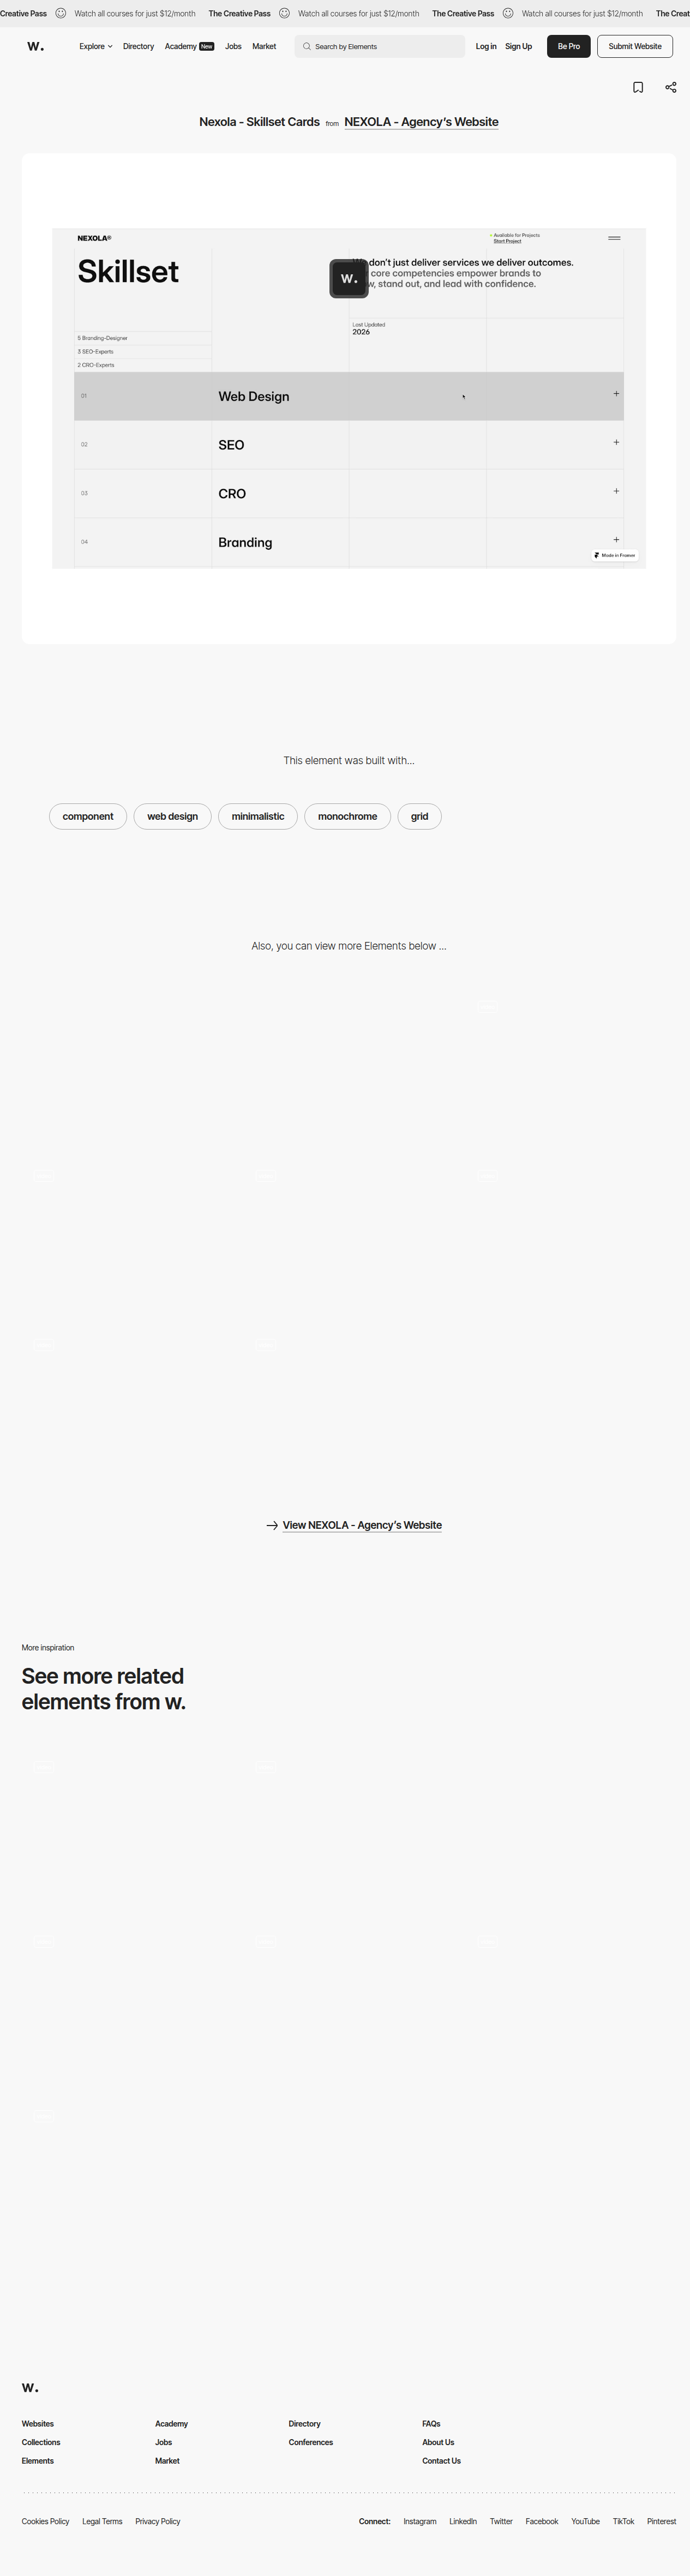 Creative Pass Watch all courses for just $12/month The Creative Pass Watch all courses for just $12/month The Creative Pass Watch all courses for just $12/month The Creat
W. Explore Directory Academy New Jobs Market Search by Elements Log in Sign Up Be Pro Submit Website
Nexola - Skillset Cards from NEXOLA - Agency's Website
NEXOLA®
Available for Projects
Start Project
Skillset
don't just deliver services we deliver outcomes.
core competencies empower brands to
stand out, and lead with confidence.
W.
Last Updated
2026
5 Branding-Designer
3 SEO-Experts
2 CRO-Experts
01 Web Design +
02 SEO +
03 CRO +
04 Branding +
Made in Framer
This element was built with...
component web design minimalistic monochrome grid
Also, you can view more Elements below ...
View NEXOLA - Agency's Website
More inspiration
See more related
elements from w.
W.
Websites Academy Directory FAQs
Collections Jobs Conferences About Us
Elements Market Contact Us
Cookies Policy Legal Terms Privacy Policy Connect: Instagram LinkedIn Twitter Facebook YouTube TikTok Pinterest